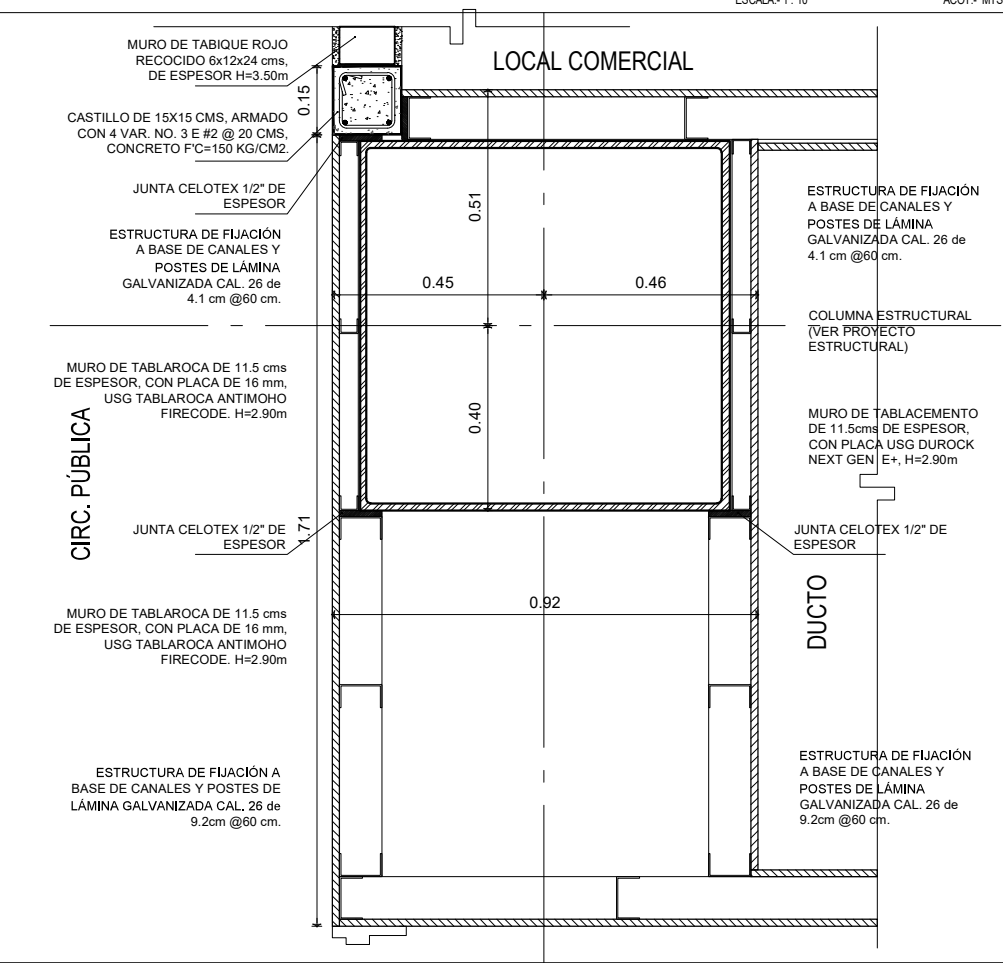 ESCALA:- 1 : 10
ACOT.- MTS
MURO DE TABIQUE ROJO
RECOCIDO 6x12x24 cms,
DE ESPESOR H=3.50m
LOCAL COMERCIAL
0.15
CASTILLO DE 15X15 CMS, ARMADO
CON 4 VAR. NO. 3 E #2 @ 20 CMS,
CONCRETO F'C=150 KG/CM2.
JUNTA CELOTEX 1/2" DE
ESPESOR
ESTRUCTURA DE FIJACIÓN
A BASE DE CANALES Y
POSTES DE LÁMINA
GALVANIZADA CAL. 26 de
4.1 cm @60 cm.
0.51
ESTRUCTURA DE FIJACIÓN
A BASE DE CANALES Y
POSTES DE LÁMINA
GALVANIZADA CAL. 26 de
4.1 cm @60 cm.
0.45
0.46
COLUMNA ESTRUCTURAL
(VER PROYECTO
ESTRUCTURAL)
MURO DE TABLAROCA DE 11.5 cms
DE ESPESOR, CON PLACA DE 16 mm,
USG TABLAROCA ANTIMOHO
FIRECODE. H=2.90m
0.40
MURO DE TABLACEMENTO
DE 11.5cms DE ESPESOR,
CON PLACA USG DUROCK
NEXT GEN E+, H=2.90m
CIRC. PÚBLICA
JUNTA CELOTEX 1/2" DE
ESPESOR
1.71
JUNTA CELOTEX 1/2" DE
ESPESOR
DUCTO
0.92
MURO DE TABLAROCA DE 11.5 cms
DE ESPESOR, CON PLACA DE 16 mm,
USG TABLAROCA ANTIMOHO
FIRECODE. H=2.90m
ESTRUCTURA DE FIJACIÓN A
BASE DE CANALES Y POSTES DE
LÁMINA GALVANIZADA CAL. 26 de
9.2cm @60 cm.
ESTRUCTURA DE FIJACIÓN
A BASE DE CANALES Y
POSTES DE LÁMINA
GALVANIZADA CAL. 26 de
9.2cm @60 cm.